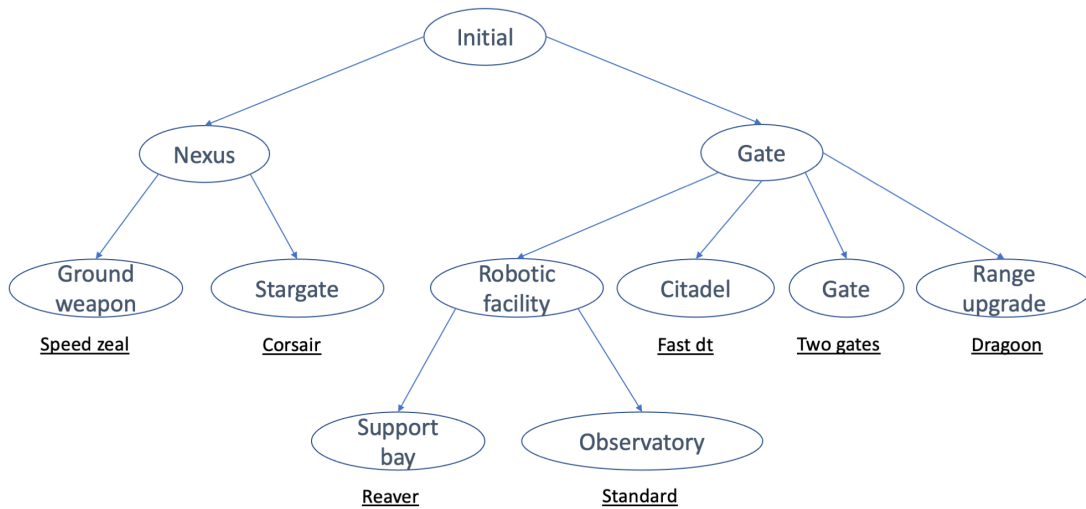 Initial
Nexus
Gate
Ground
weapon
Stargate
Robotic
facility
Citadel
Gate
Range
upgrade
Speed zeal
Corsair
Fast dt
Two gates
Dragoon
Support
bay
Observatory
Reaver
Standard